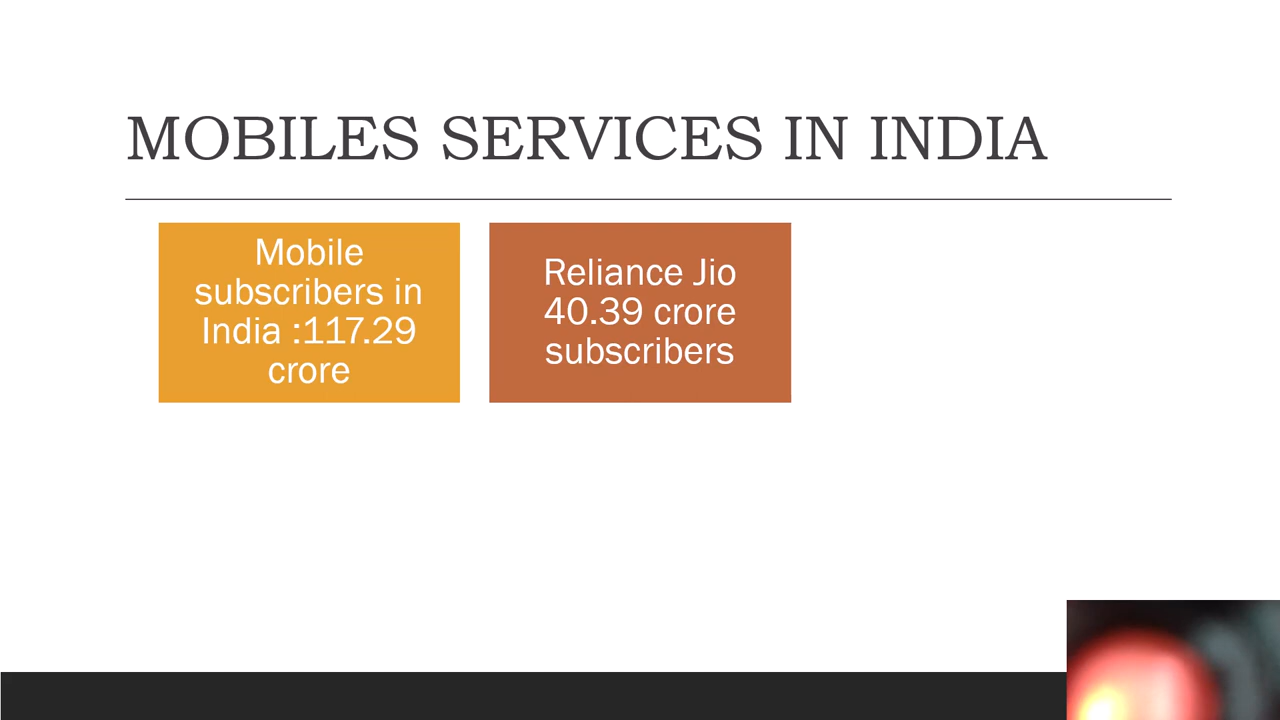 MOBILES SERVICES IN INDIA
Mobile
subscribers in
India :117.29
crore
Reliance Jio
40.39 crore
subscribers